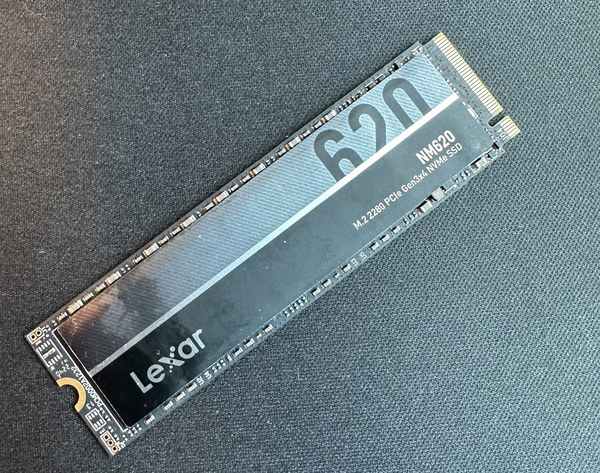 620
NM620
M.2 2280 PCIe Gen3x4 NVMe SSD
Lexar